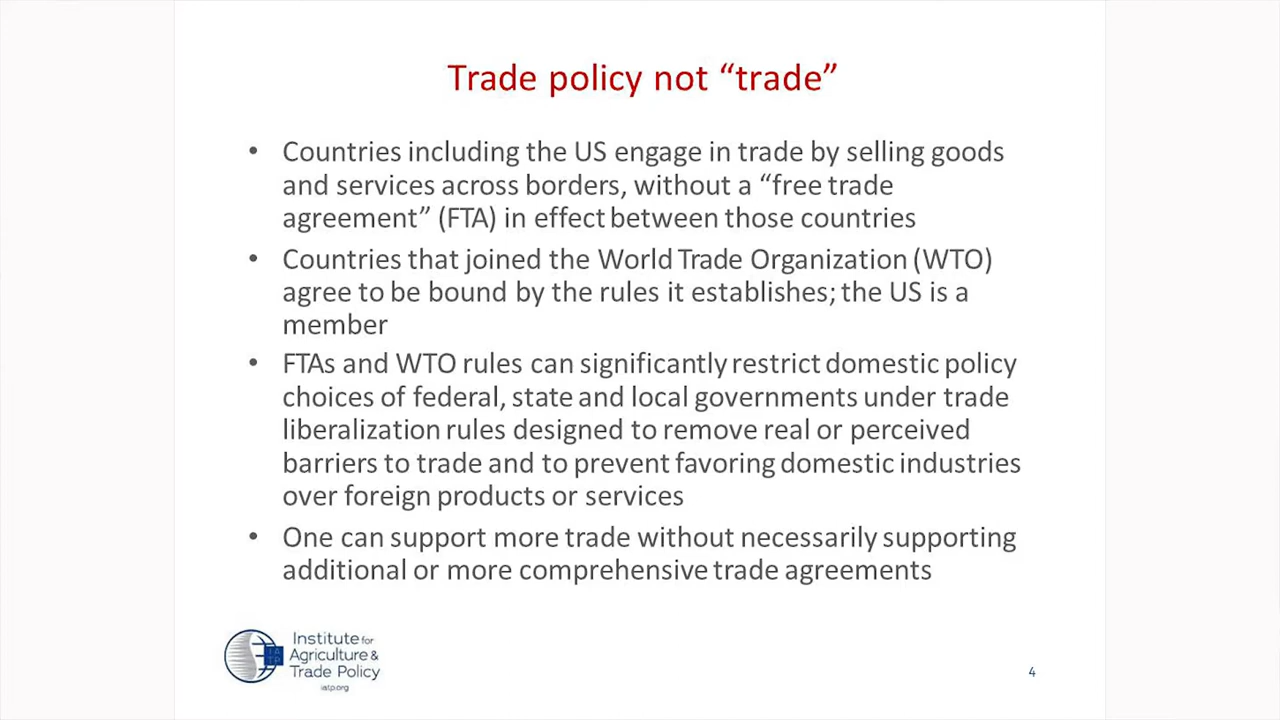 Trade policy not “trade”
• Countries including the US engage in trade by selling goods
and services across borders, without a “free trade
agreement” (FTA) in effect between those countries
• Countries that joined the World Trade Organization (WTO)
agree to be bound by the rules it establishes; the US is a
member
• FTAs and WTO rules can significantly restrict domestic policy
choices of federal, state and local governments under trade
liberalization rules designed to remove real or perceived
barriers to trade and to prevent favoring domestic industries
over foreign products or services
• One can support more trade without necessarily supporting
additional or more comprehensive trade agreements
IA
TP
Institute for
Agriculture &
Trade Policy
iatp.org
4